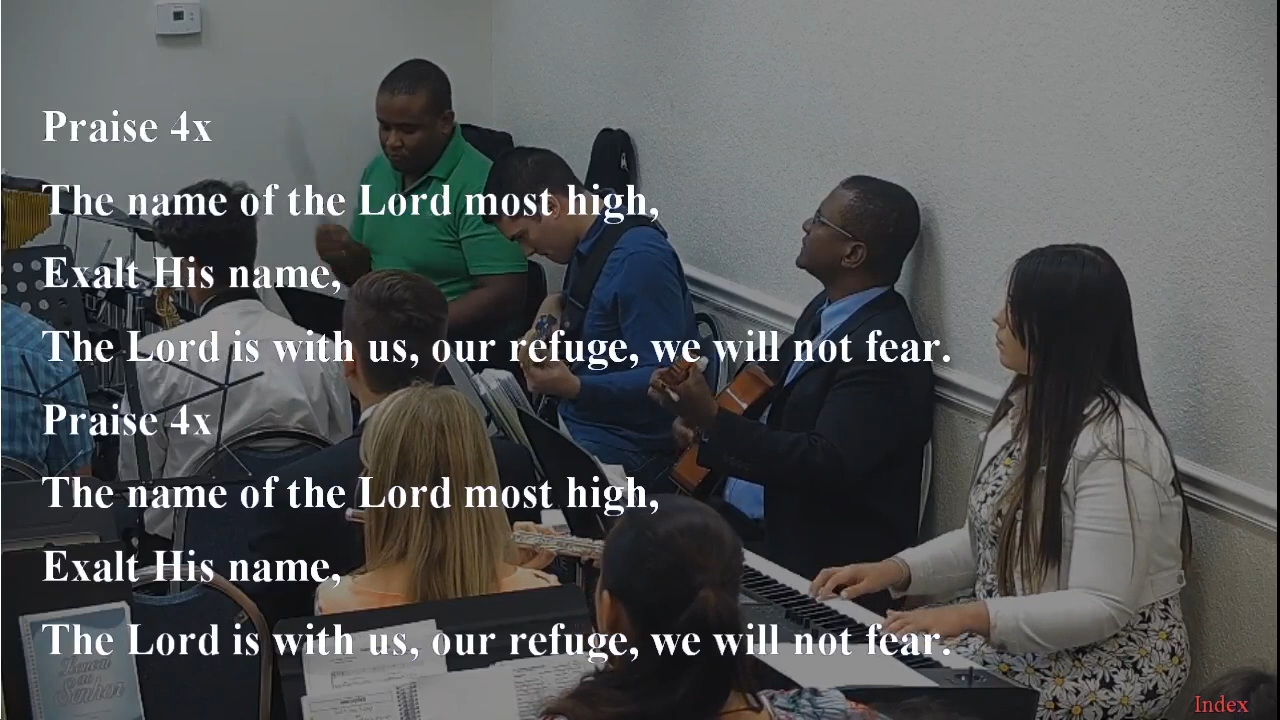 Praise 4x
The name of the Lord most high,
Exalt His name,
The Lord is with us, our refuge, we will not fear.
Praise 4x
The name of the Lord most high,
Exalt His name,
The Lord is with us, our refuge, we will not fear.
Senhor
Index